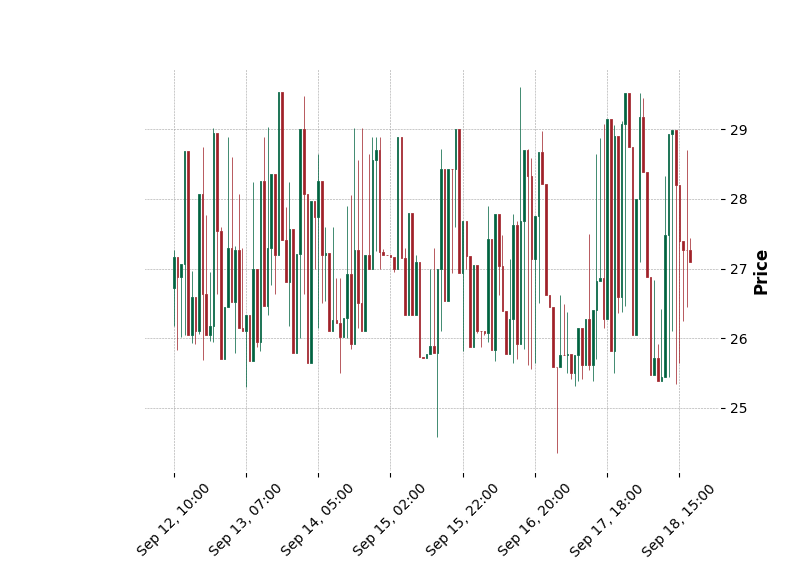 29
28
27
26
25
Price
Sep 12, 10:00
Sep 13, 07:00
Sep 14, 05:00
Sep 15, 02:00
Sep 15, 22:00
Sep 16, 20:00
Sep 17, 18:00
Sep 18, 15:00